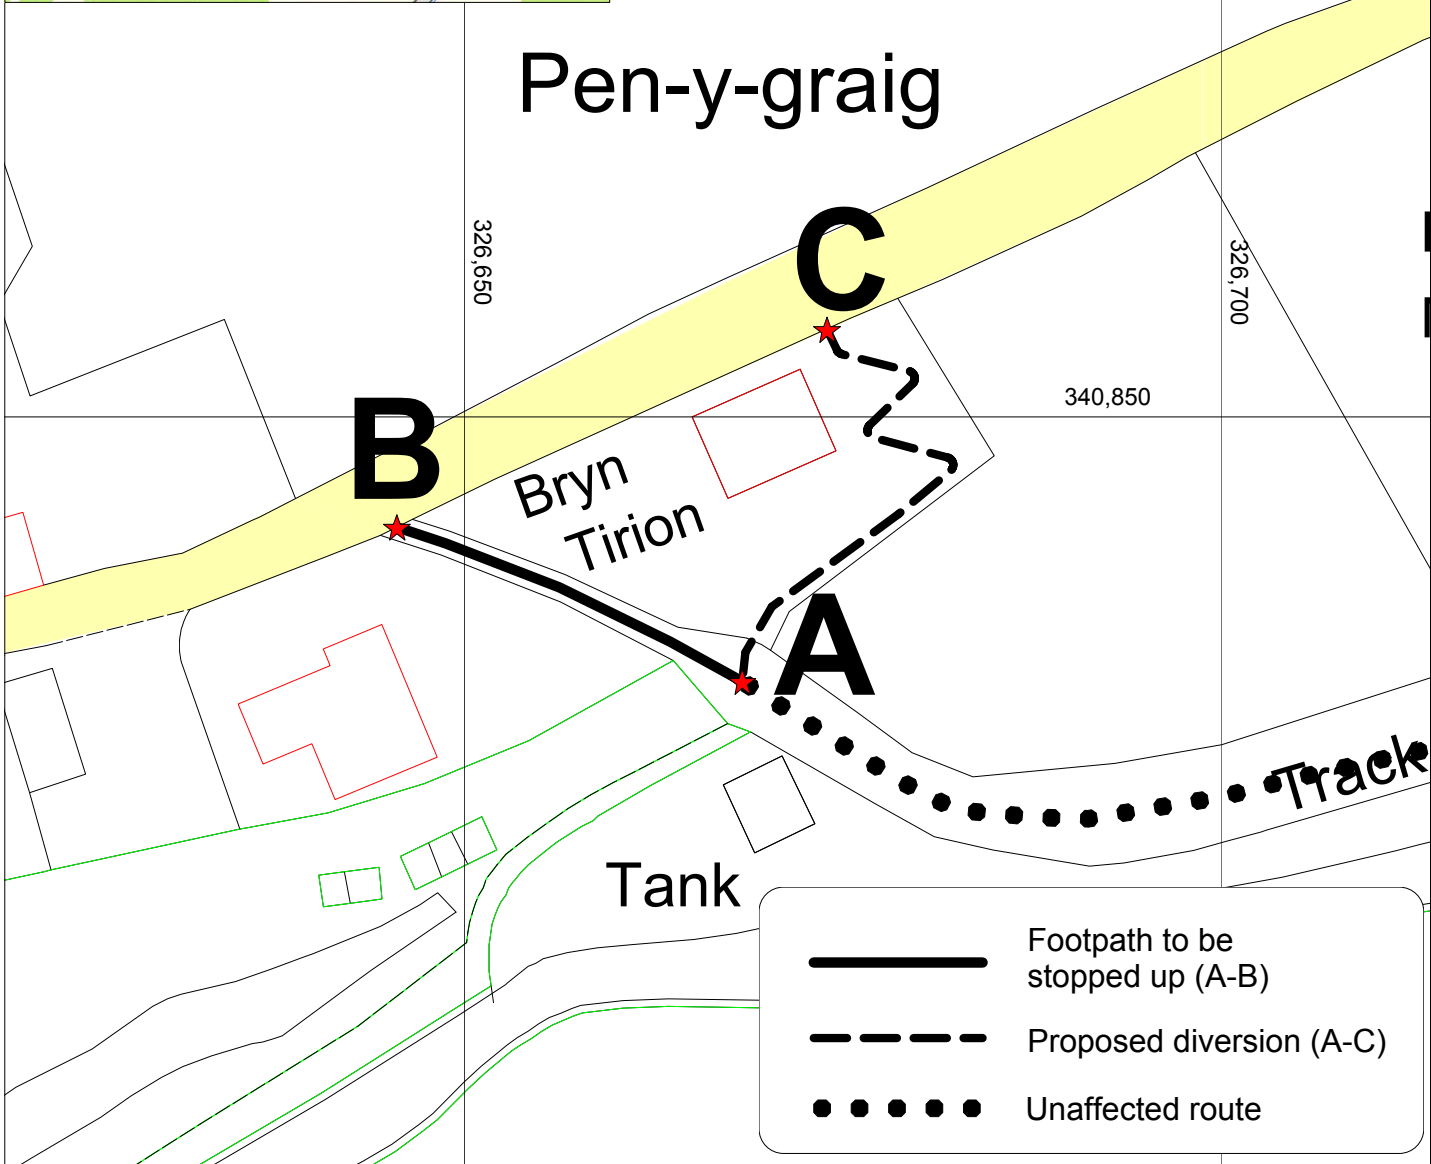 Pen-y-graig
326,650
326,700
C
340,850
B
Bryn
Tirion
A
Track
Tank
Footpath to be
stopped up (A-B)
Proposed diversion (A-C)
Unaffected route